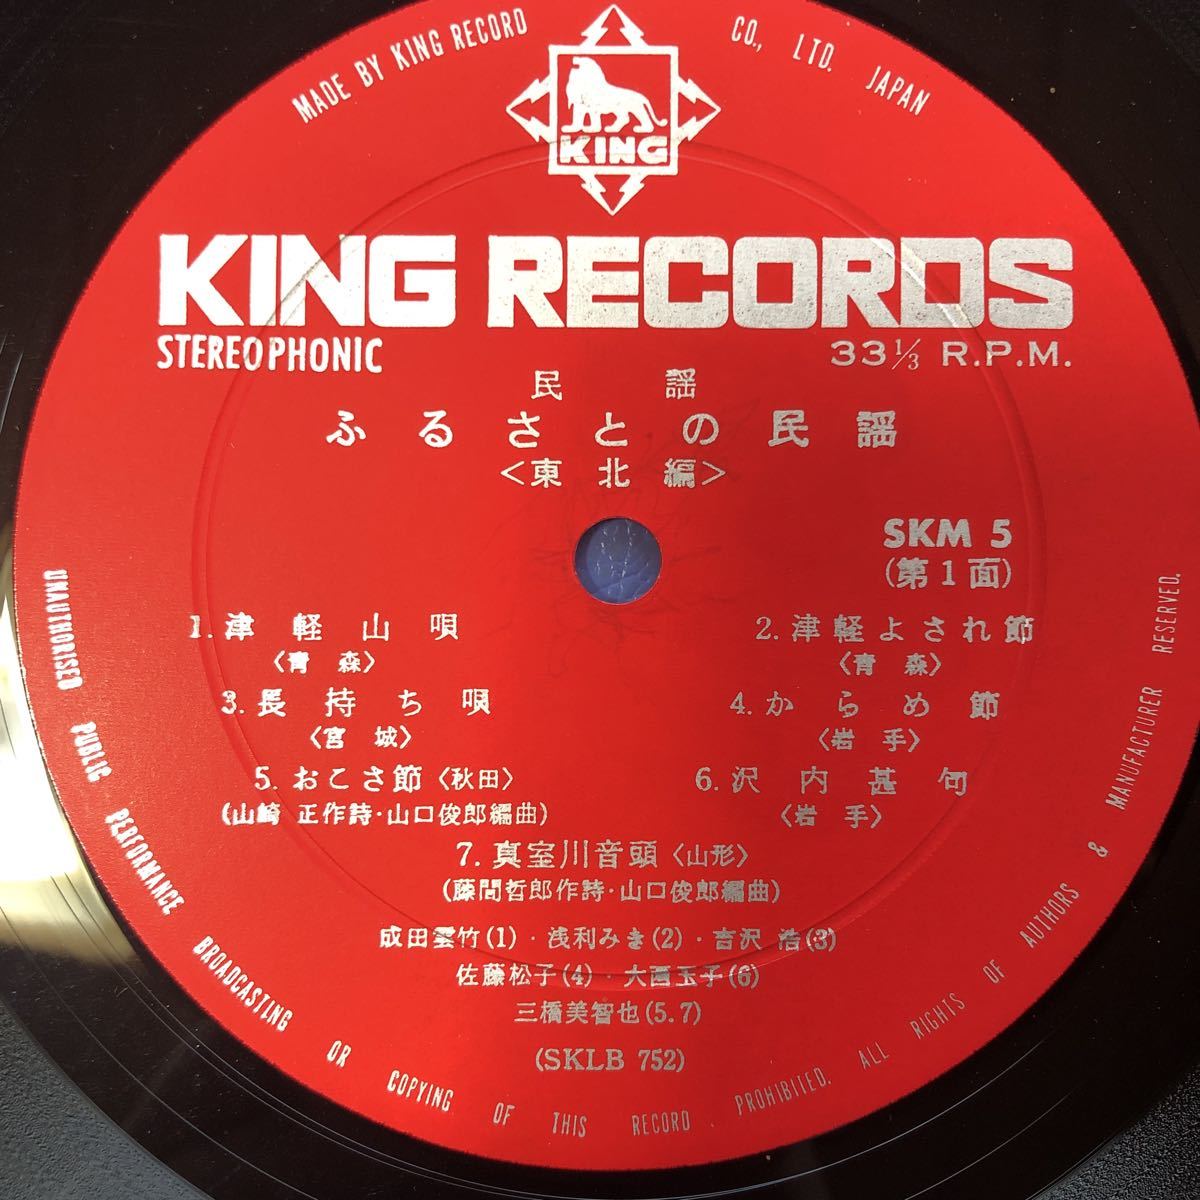 MADE BY KING RECORD CO., LTD. JAPAN
KING
KING RECORDS
STEREOPHONIC
33 1/3 R.P.M.
民謡
ふるさとの民謡
〈東北編〉
SKM 5
(第1面)
1.津軽山唄
〈青森〉
2.津軽よされ節
〈青森〉
3.長持ち唄
〈宮城〉
4.からめ節
〈岩手〉
5.おこさ節〈秋田〉
(山崎 正作詩・山口俊郎編曲)
6.沢内甚句
〈岩手〉
7.真室川音頭〈山形〉
(藤間哲郎作詩・山口俊郎編曲)
成田雲竹(1)・浅利みき(2)・吉沢 浩(3)
佐藤松子(4)・大西玉子(6)
三橋美智也(5.7)
(SKLB 752)
UNAUTHORISED PUBLIC PERFORMANCE BROADCASTLNG OR COPYING OF THIS RECORD PROHIBITED. ALL RIGHTS OF AUTHORS & MANUFACTURER RESERVED.